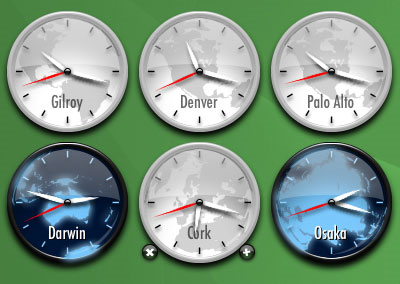 Gilroy
Denver
Palo Alto
Darwin
Cork
Osaka